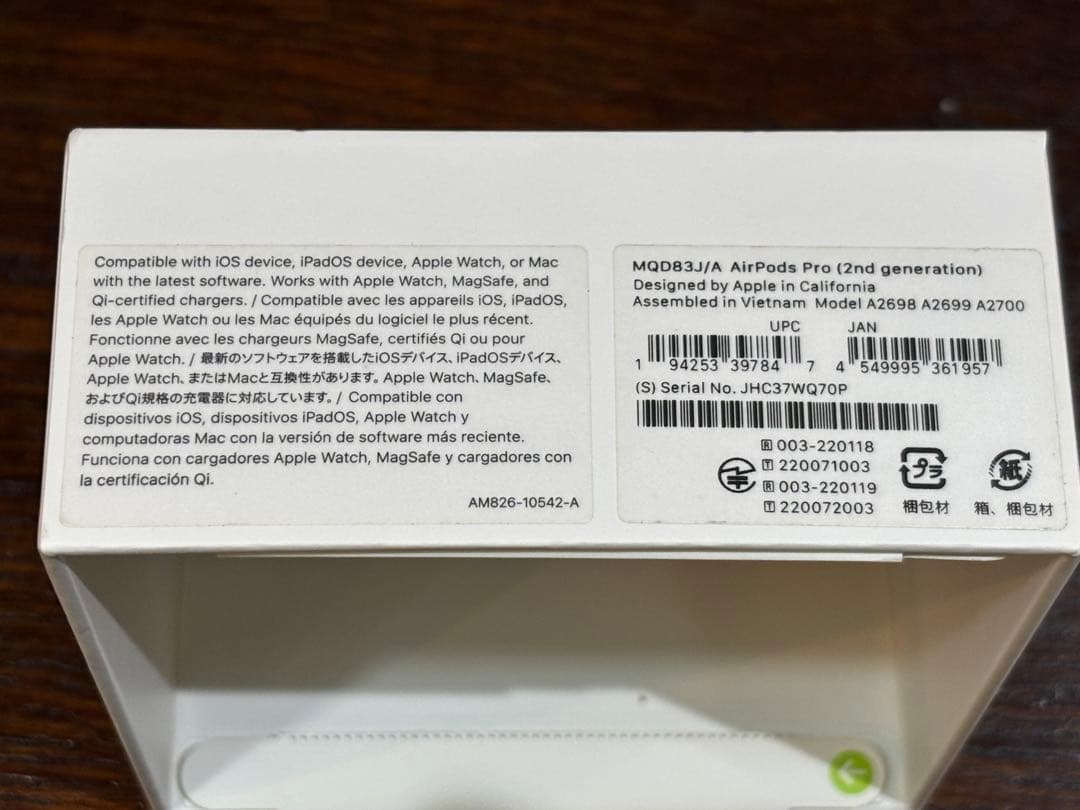 Compatible with iOS device, iPadOS device, Apple Watch, or Mac
with the latest software. Works with Apple Watch, MagSafe, and
Qi-certified chargers. / Compatible avec les appareils iOS, iPadOS,
les Apple Watch ou les Mac équipés du logiciel le plus récent.
Fonctionne avec les chargeurs MagSafe, certifiés Qi ou pour
Apple Watch. / 最新のソフトウェアを搭載したiOSデバイス、iPadOSデバイス、
Apple Watch、またはMacと互換性があります。Apple Watch、MagSafe、
およびQi規格の充電器に対応しています。/ Compatible con
dispositivos iOS, dispositivos iPadOS, Apple Watch y
computadoras Mac con la versión de software más reciente.
Funciona con cargadores Apple Watch, MagSafe y cargadores con
la certificación Qi.
AM826-10542-A
MQD83J/A AirPods Pro (2nd generation)
Designed by Apple in California
Assembled in Vietnam Model A2698 A2699 A2700
UPC JAN
1 94253 39784 7 4 549995 361957
(S) Serial No. JHC37WQ70P
R 003-220118
T 220071003
R 003-220119
T 220072003
プラ
梱包材
紙
箱、梱包材